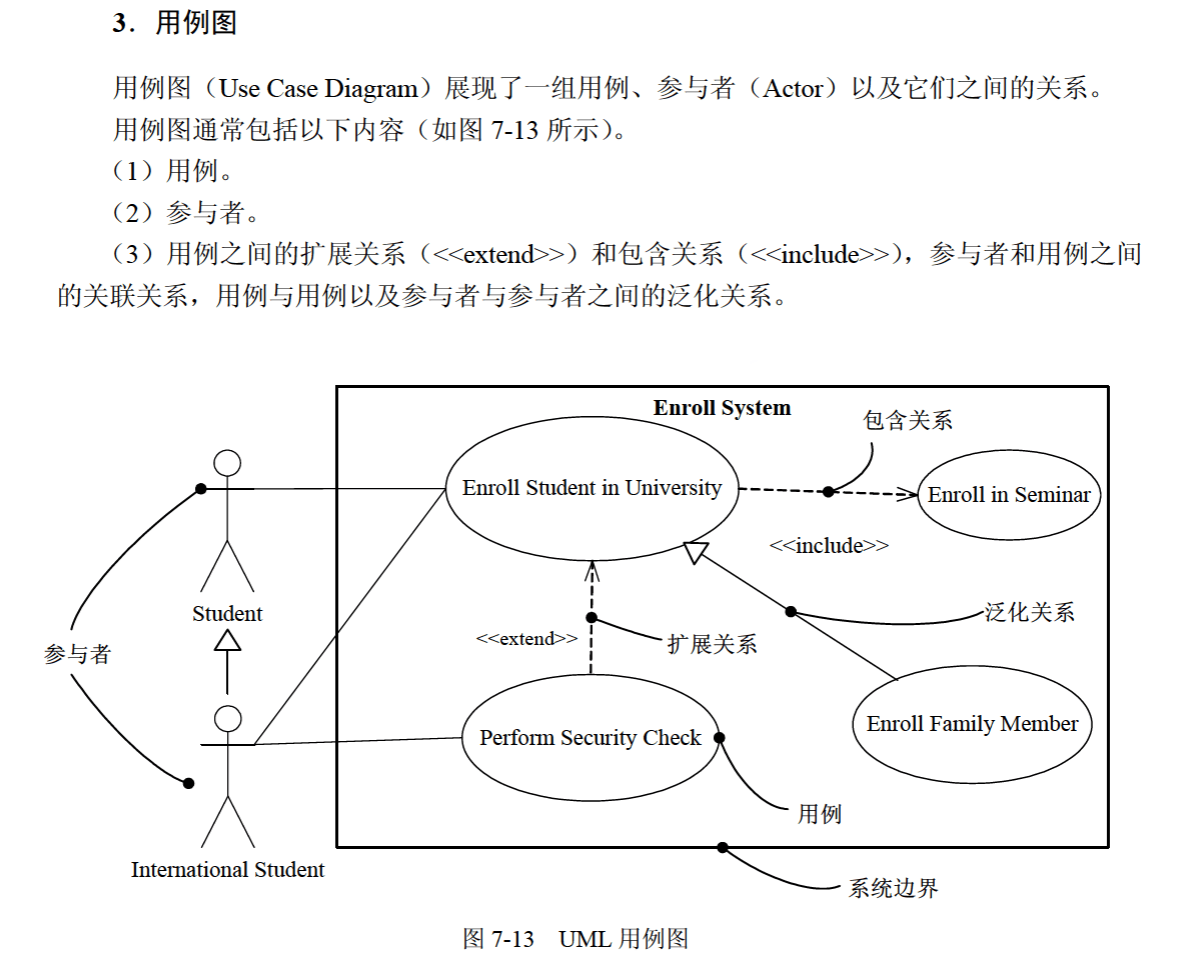 3．用例图
用例图（Use Case Diagram）展现了一组用例、参与者（Actor）以及它们之间的关系。
用例图通常包括以下内容（如图 7-13 所示）。
（1）用例。
（2）参与者。
（3）用例之间的扩展关系（<<extend>>）和包含关系（<<include>>），参与者和用例之间
的关联关系，用例与用例以及参与者与参与者之间的泛化关系。
Enroll System
包含关系
Enroll Student in University
Enroll in Seminar
<<include>>
Student
泛化关系
<<extend>>
扩展关系
参与者
Enroll Family Member
Perform Security Check
用例
International Student
系统边界
图 7-13 UML 用例图